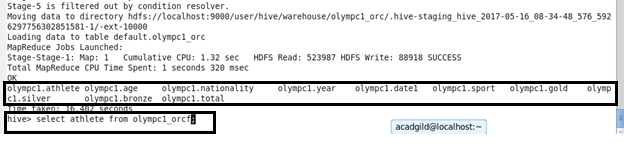 Stage-5 is filtered out by condition resolver.
Moving data to directory hdfs://localhost:9000/user/hive/warehouse/olympc1_orc/.hive-staging_hive_2017-05-16_08-34-48_576_592
6297756302851581-1/-ext-10000
Loading data to table default.olympc1_orc
MapReduce Jobs Launched:
Stage-Stage-1: Map: 1 Cumulative CPU: 1.32 sec HDFS Read: 523987 HDFS Write: 88918 SUCCESS
Total MapReduce CPU Time Spent: 1 seconds 320 msec
OK
olympc1.athlete olympc1.age olympc1.nationality olympc1.year olympc1.date1 olympc1.sport olympc1.gold olymp
c1.silver olympc1.bronze olympc1.total
Time taken: 16.402 seconds
hive> select athlete from olympc1_orcf;
acadgild@localhost:~